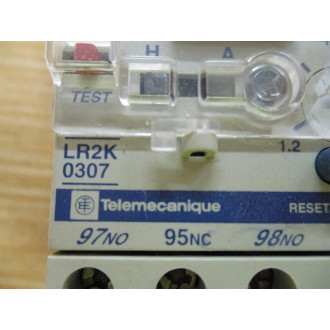 H A
TEST
LR2K
0307
1.2
Telemecanique
RESET
97NO 95NC 98NO